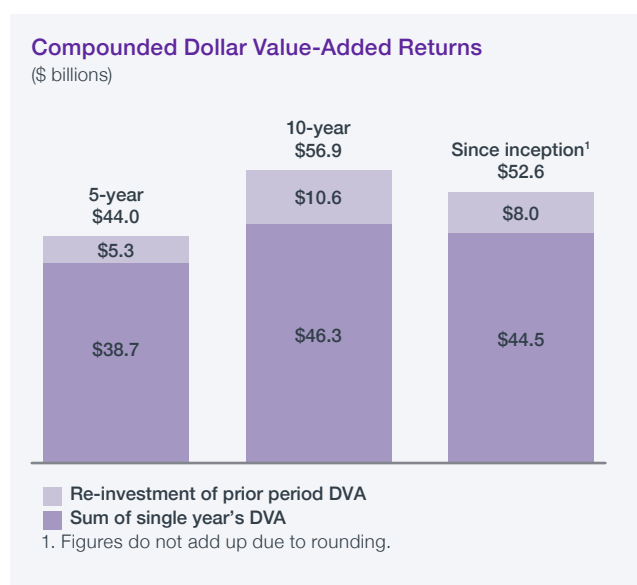 Compounded Dollar Value-Added Returns
($ billions)
5-year
$44.0
$5.3
$38.7
10-year
$56.9
$10.6
$46.3
Since inception¹
$52.6
$8.0
$44.5
Re-investment of prior period DVA
Sum of single year's DVA
1. Figures do not add up due to rounding.